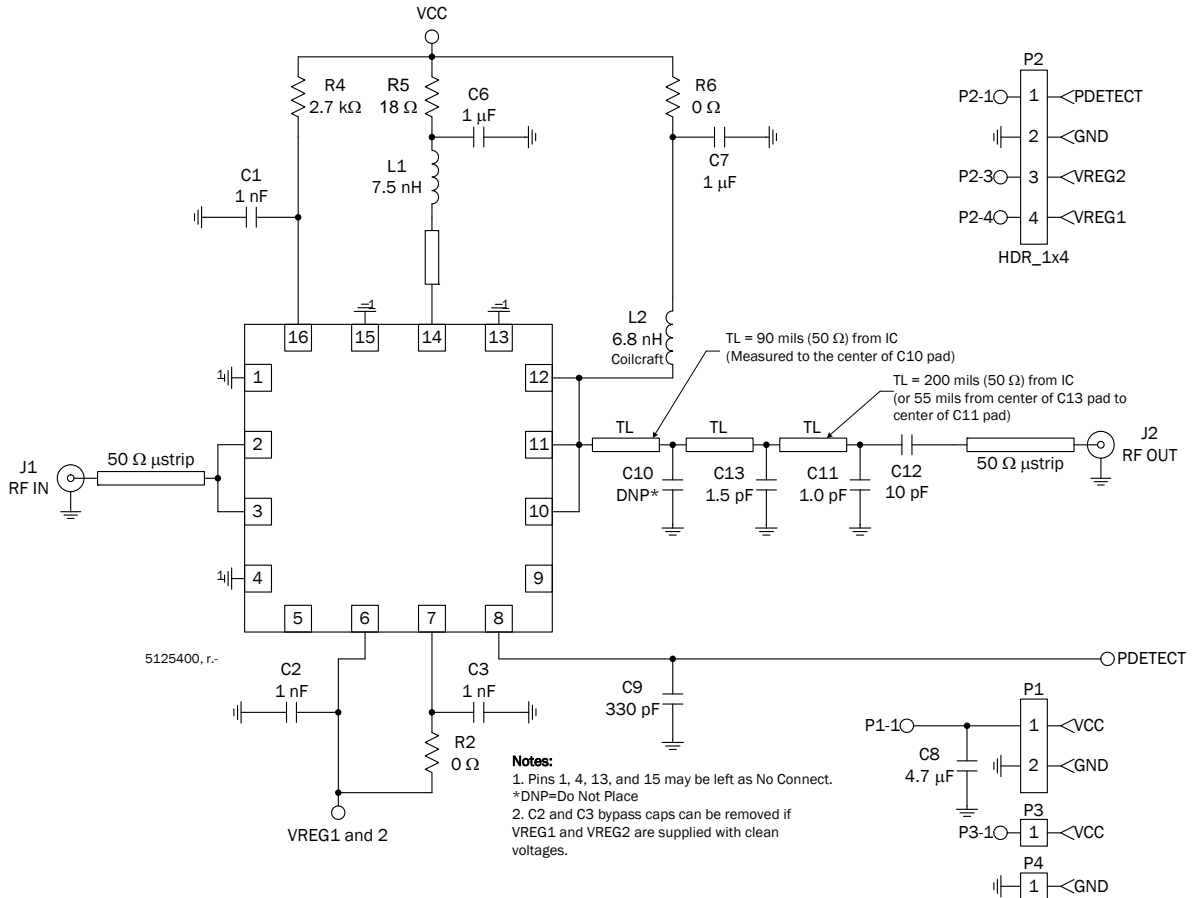 VCC
R4
2.7 kΩ
R5
18 Ω
C6
1 μF
R6
0 Ω
C7
1 μF
L1
7.5 nH
C1
1 nF
P2
P2-1
1
PDETECT
2
GND
P2-3
3
VREG2
P2-4
4
VREG1
HDR_1x4
1
1
16
15
14
13
L2
6.8 nH
Coilcraft
TL = 90 mils (50 Ω) from IC
(Measured to the center of C10 pad)
TL = 200 mils (50 Ω) from IC
(or 55 mils from center of C13 pad to
center of C11 pad)
1
1
12
2
11
TL
TL
TL
J1
RF IN
50 Ω μstrip
C10
DNP*
C13
1.5 pF
C11
1.0 pF
C12
10 pF
50 Ω μstrip
J2
RF OUT
3
10
1
4
9
5
6
7
8
5125400, r.-
PDETECT
C2
1 nF
C3
1 nF
C9
330 pF
R2
0 Ω
VREG1 and 2
Notes:
1. Pins 1, 4, 13, and 15 may be left as No Connect.
*DNP=Do Not Place
2. C2 and C3 bypass caps can be removed if
VREG1 and VREG2 are supplied with clean
voltages.
P1
P1-1
1
VCC
C8
4.7 μF
2
GND
P3
P3-1
1
VCC
P4
1
GND